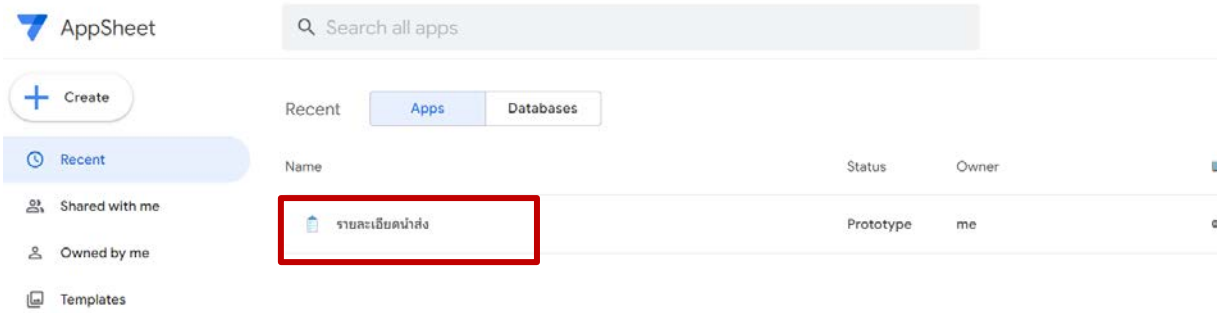 AppSheet
Search all apps
Create
Recent
Apps
Databases
Recent
Name
Status
Owner
Shared with me
รายละเอียดนำส่ง
Prototype
me
Owned by me
Templates